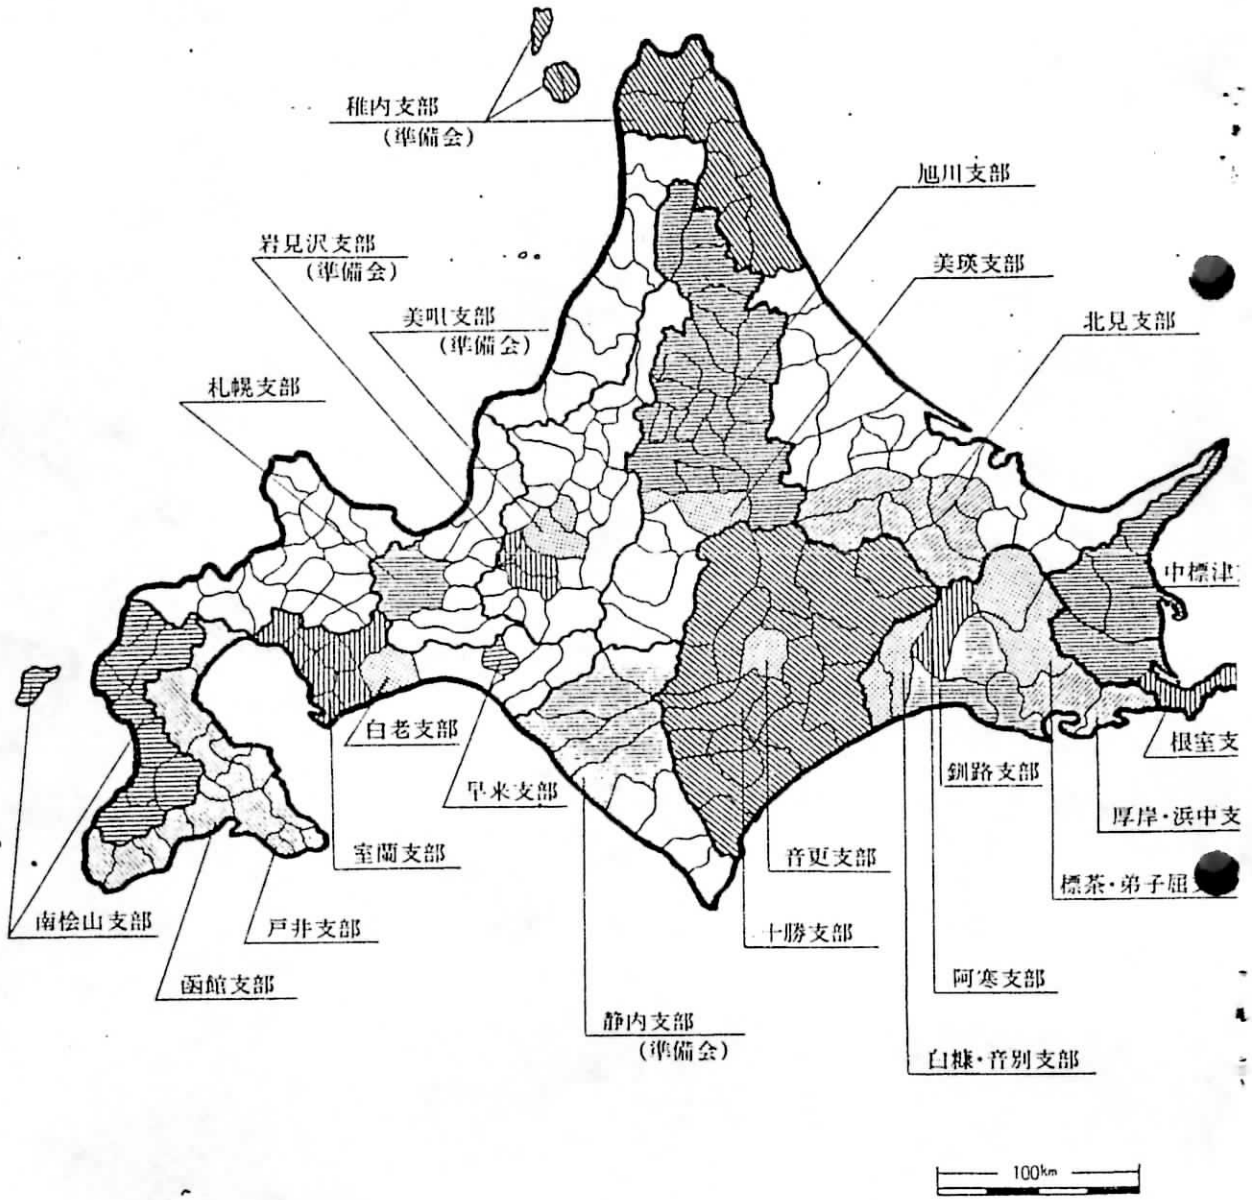 稚内支部
(準備会)
旭川支部
岩見沢支部
(準備会)
美瑛支部
美唄支部
(準備会)
北見支部
札幌支部
中標津
白老支部
根室支
早来支部
釧路支部
厚岸・浜中支
室蘭支部
音更支部
標茶・弟子屈
南桧山支部
戸井支部
十勝支部
函館支部
阿寒支部
静内支部
(準備会)
白糠・音別支部
100km